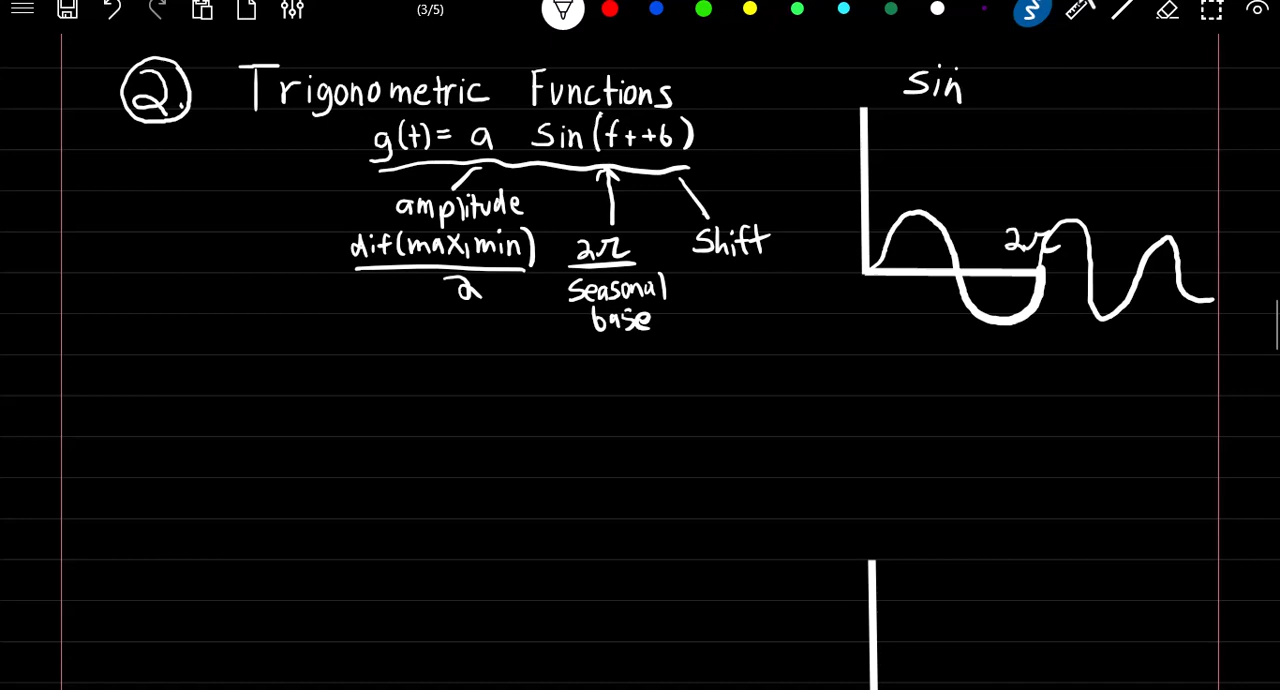 (3/5)
2 Trigonometric Functions
g(t) = a sin(ft+b)
amplitude
dif(max, min)
2
2π
seasonal
base
shift
sin
2π